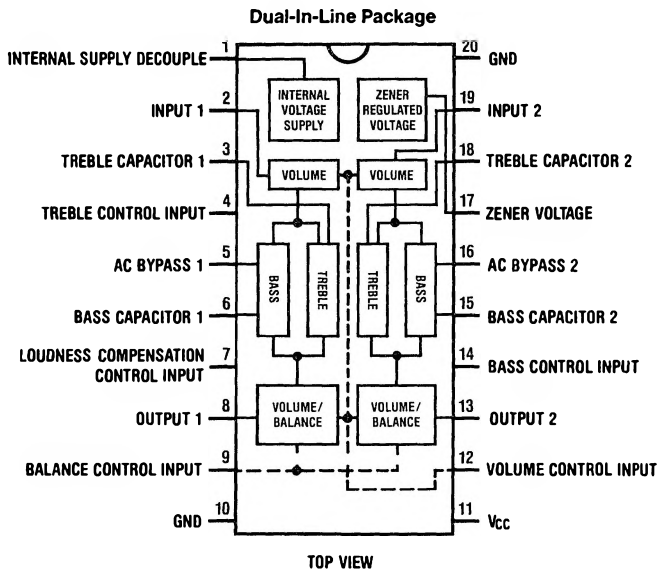 Dual-In-Line Package
1
INTERNAL SUPPLY DECOUPLE
20
GND
INTERNAL
VOLTAGE
SUPPLY
ZENER
REGULATED
VOLTAGE
2
INPUT 1
19
INPUT 2
3
TREBLE CAPACITOR 1
VOLUME
VOLUME
18
TREBLE CAPACITOR 2
4
TREBLE CONTROL INPUT
17
ZENER VOLTAGE
5
AC BYPASS 1
BASS
TREBLE
TREBLE
BASS
16
AC BYPASS 2
6
BASS CAPACITOR 1
15
BASS CAPACITOR 2
7
LOUDNESS COMPENSATION
CONTROL INPUT
14
BASS CONTROL INPUT
8
OUTPUT 1
VOLUME/
BALANCE
VOLUME/
BALANCE
13
OUTPUT 2
9
BALANCE CONTROL INPUT
12
VOLUME CONTROL INPUT
10
GND
11
VCC
TOP VIEW